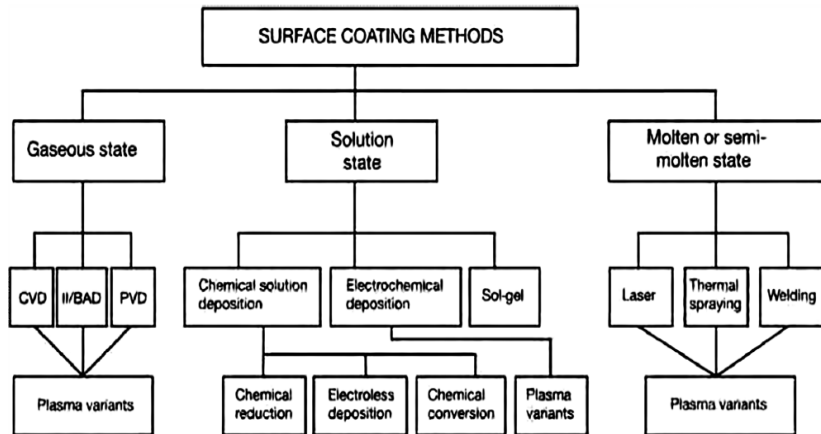 SURFACE COATING METHODS
Gaseous state
Solution
state
Molten or semi-
molten state
CVD
II/BAD
PVD
Chemical solution
deposition
Electrochemical
deposition
Sol-gel
Laser
Thermal
spraying
Welding
Plasma variants
Chemical
reduction
Electroless
deposition
Chemical
conversion
Plasma
variants
Plasma variants